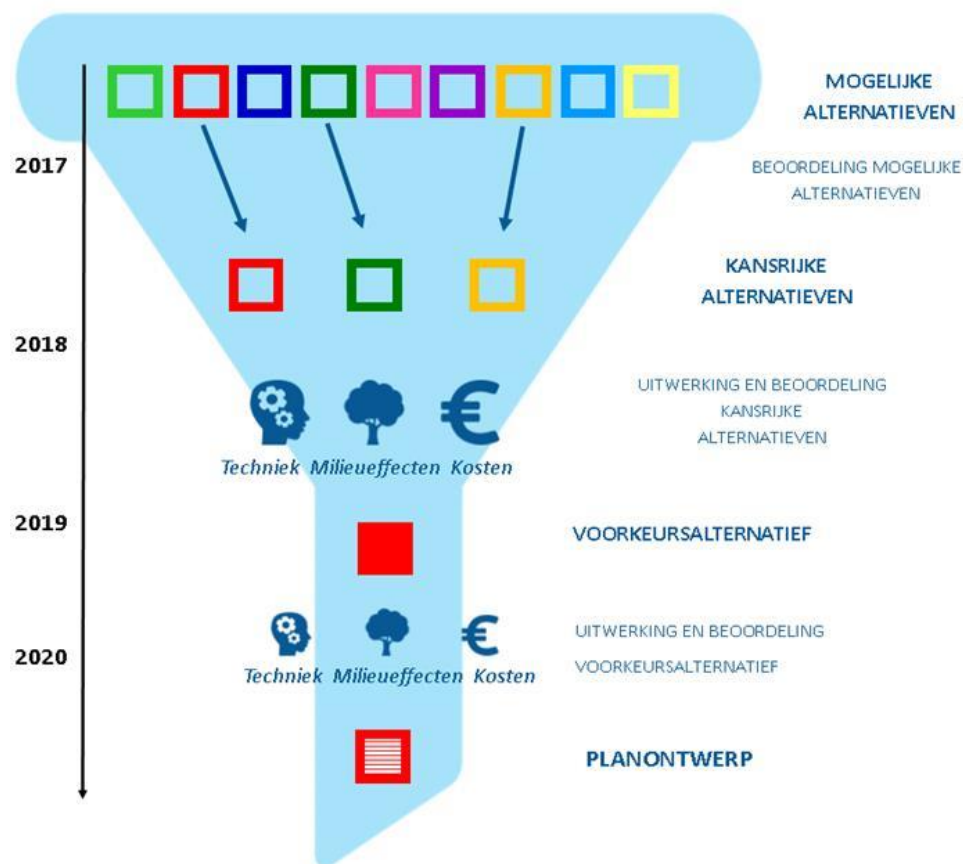 MOGELIJKE
ALTERNATIEVEN
2017
BEOORDELING MOGELIJKE
ALTERNATIEVEN
KANSRIJKE
ALTERNATIEVEN
2018
UITWERKING EN BEOORDELING
KANSRIJKE
ALTERNATIEVEN
Techniek Milieueffecten Kosten
2019
VOORKEURSALTERNATIEF
UITWERKING EN BEOORDELING
2020
VOORKEURSALTERNATIEF
Techniek Milieueffecten Kosten
PLANONTWERP